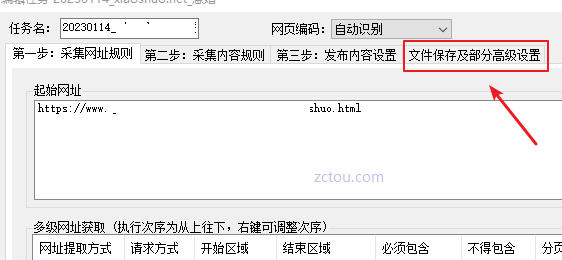 任务名: 20230114_
网页编码: 自动识别
第一步：采集网址规则 第二步：采集内容规则 第三步：发布内容设置 文件保存及部分高级设置
起始网址
https://www. shuo.html
zctou.com
多级网址获取 (执行次序为从上往下，右键可调整次序)
网址提取方式 请求方式 开始区域 结束区域 必须包含 不得包含 分页